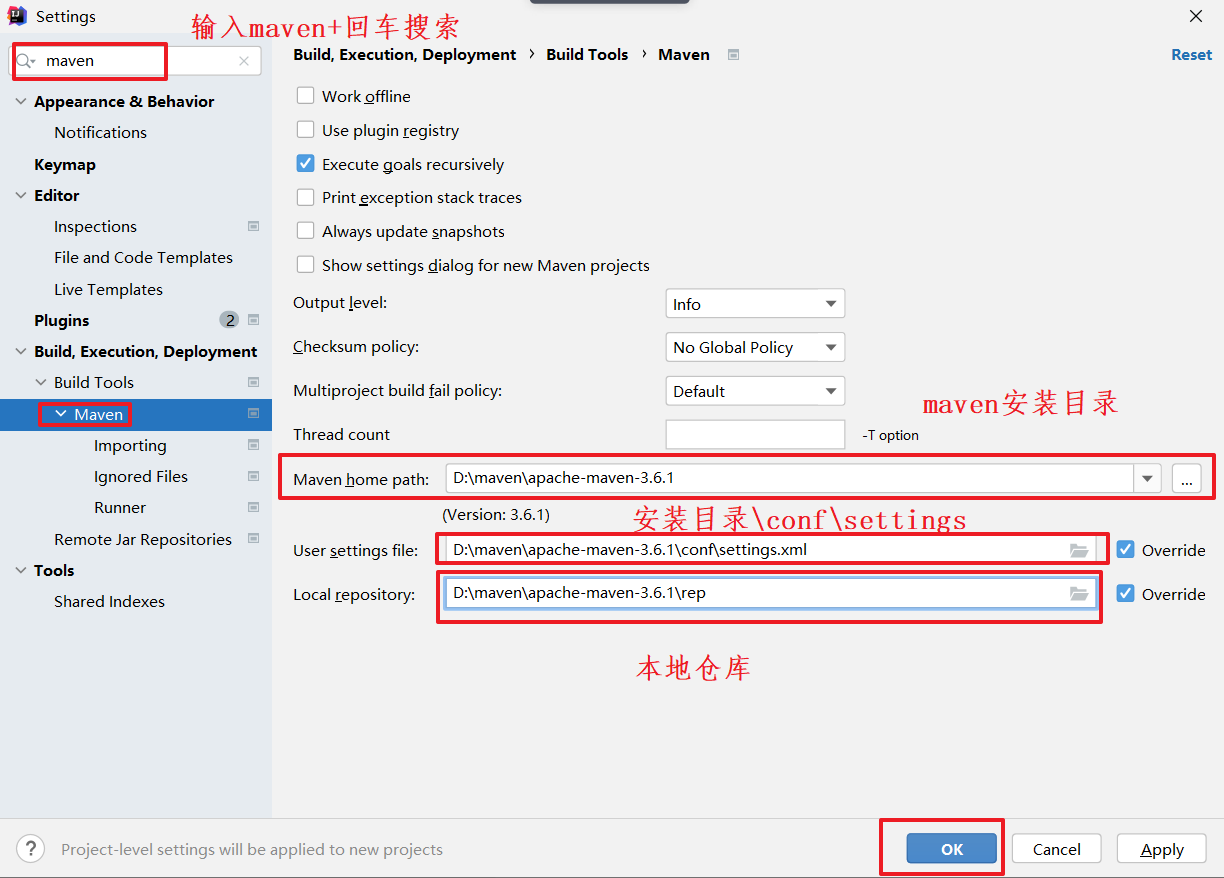 Settings
输入maven+回车搜索
maven
Build, Execution, Deployment › Build Tools › Maven
Reset
Appearance & Behavior
Notifications
Keymap
Editor
Inspections
File and Code Templates
Live Templates
Plugins 2
Build, Execution, Deployment
Build Tools
Maven
Importing
Ignored Files
Runner
Remote Jar Repositories
Tools
Shared Indexes
Work offline
Use plugin registry
Execute goals recursively
Print exception stack traces
Always update snapshots
Show settings dialog for new Maven projects
Output level: Info
Checksum policy: No Global Policy
Multiproject build fail policy: Default
maven安装目录
Thread count -T option
Maven home path: D:\maven\apache-maven-3.6.1 ...
(Version: 3.6.1)
安装目录\conf\settings
User settings file: D:\maven\apache-maven-3.6.1\conf\settings.xml Override
Local repository: D:\maven\apache-maven-3.6.1\rep Override
本地仓库
? Project-level settings will be applied to new projects
OK Cancel Apply